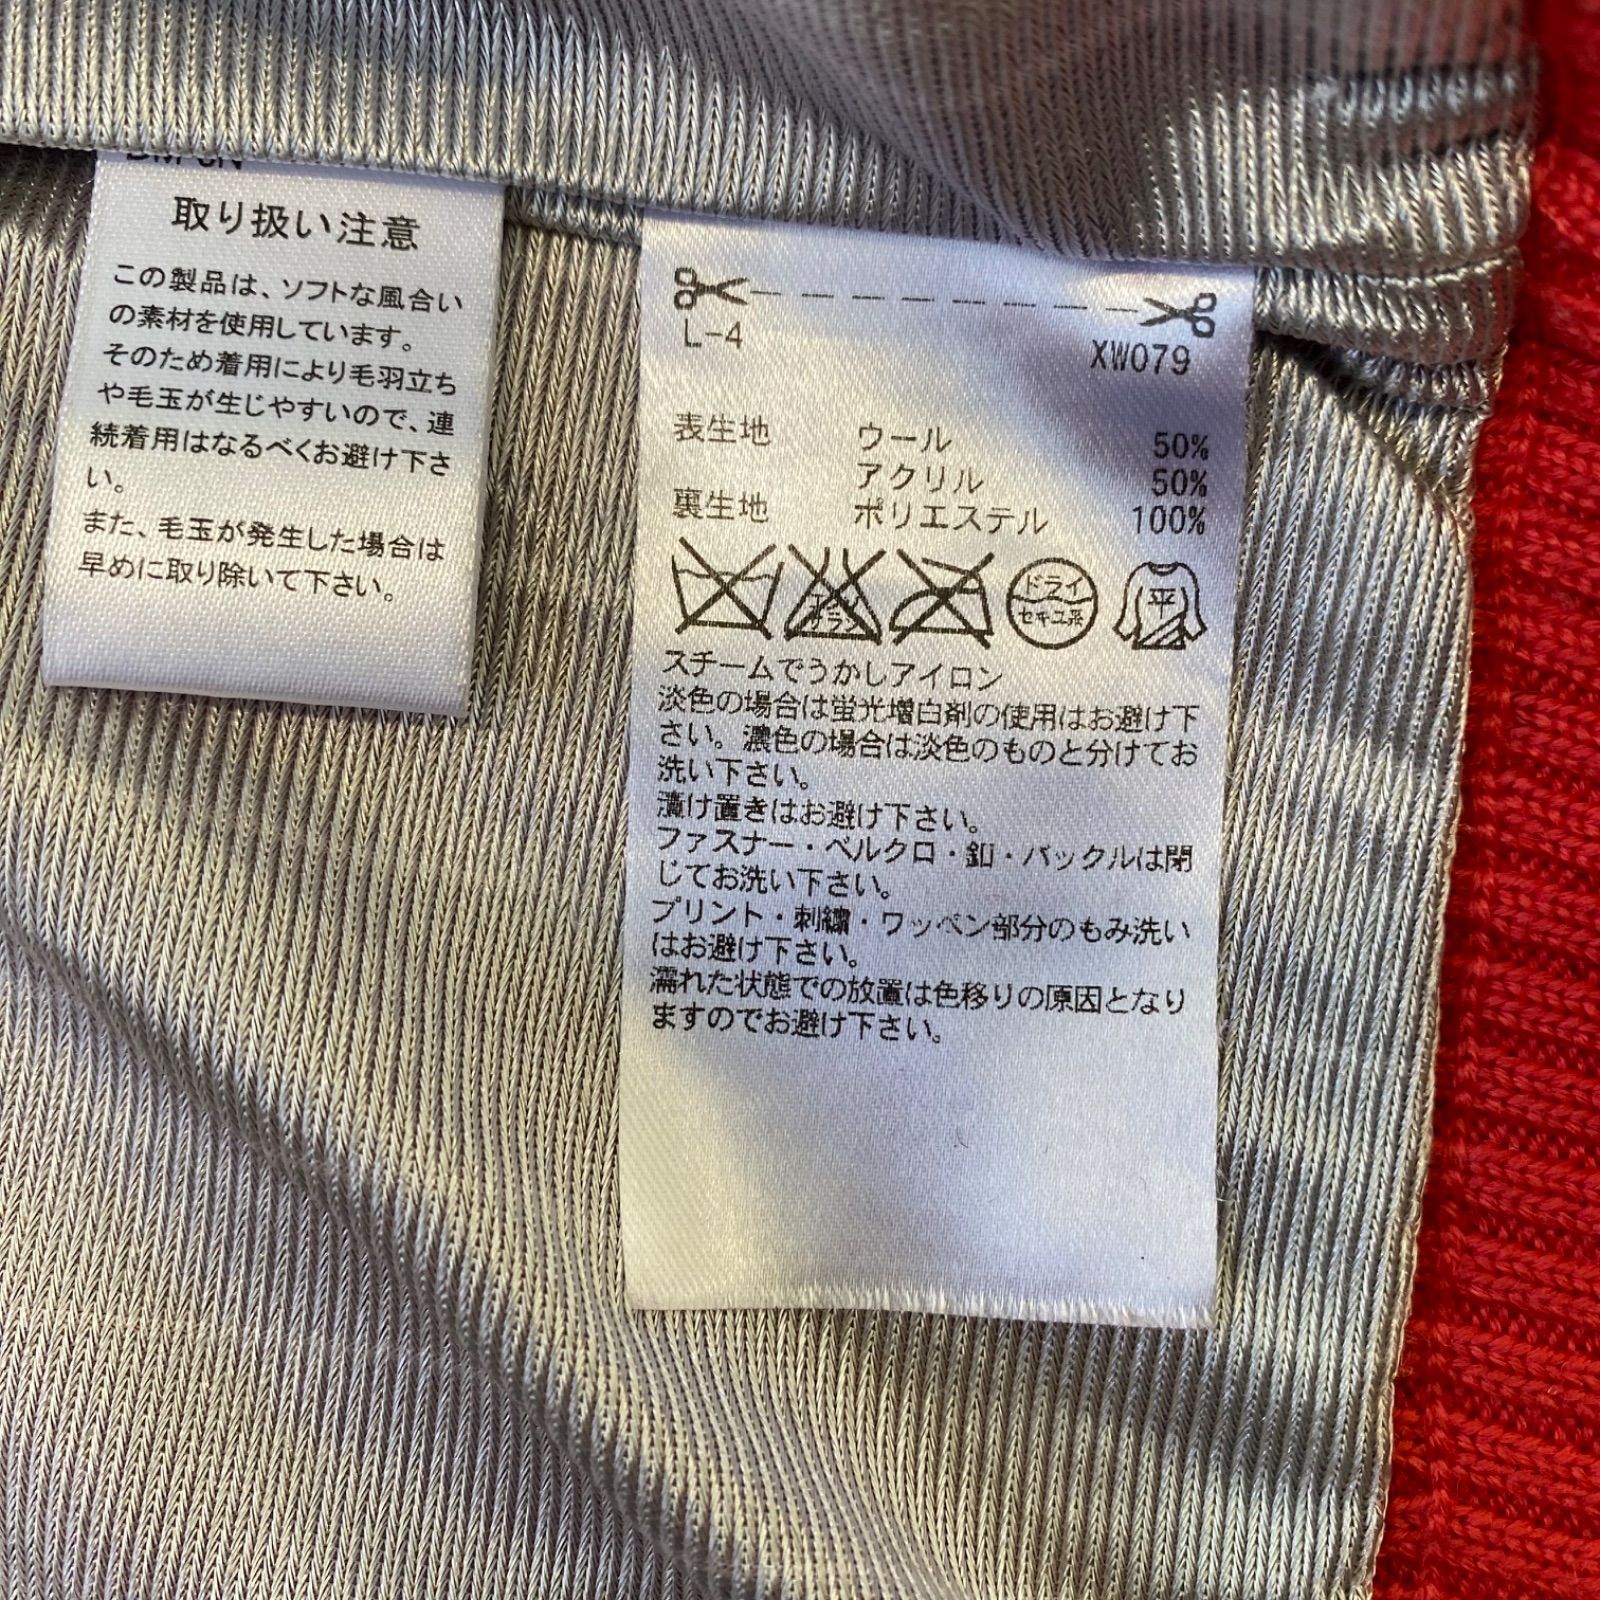 取り扱い注意
この製品は、ソフトな風合い
の素材を使用しています。
そのため着用により毛羽立ち
や毛玉が生じやすいので、連
続着用はなるべくお避け下さ
い。
また、毛玉が発生した場合は
早めに取り除いて下さい。
L-4 XW079
表生地 ウール 50%
アクリル 50%
裏生地 ポリエステル 100%
エンソ
サラシ
ドライ
セキユ系
平
スチームでうかしアイロン
淡色の場合は蛍光増白剤の使用はお避け下
さい。濃色の場合は淡色のものと分けてお
洗い下さい。
漬け置きはお避け下さい。
ファスナー・ベルクロ・釦・バックルは閉
じてお洗い下さい。
プリント・刺繍・ワッペン部分のもみ洗い
はお避け下さい。
濡れた状態での放置は色移りの原因となり
ますのでお避け下さい。